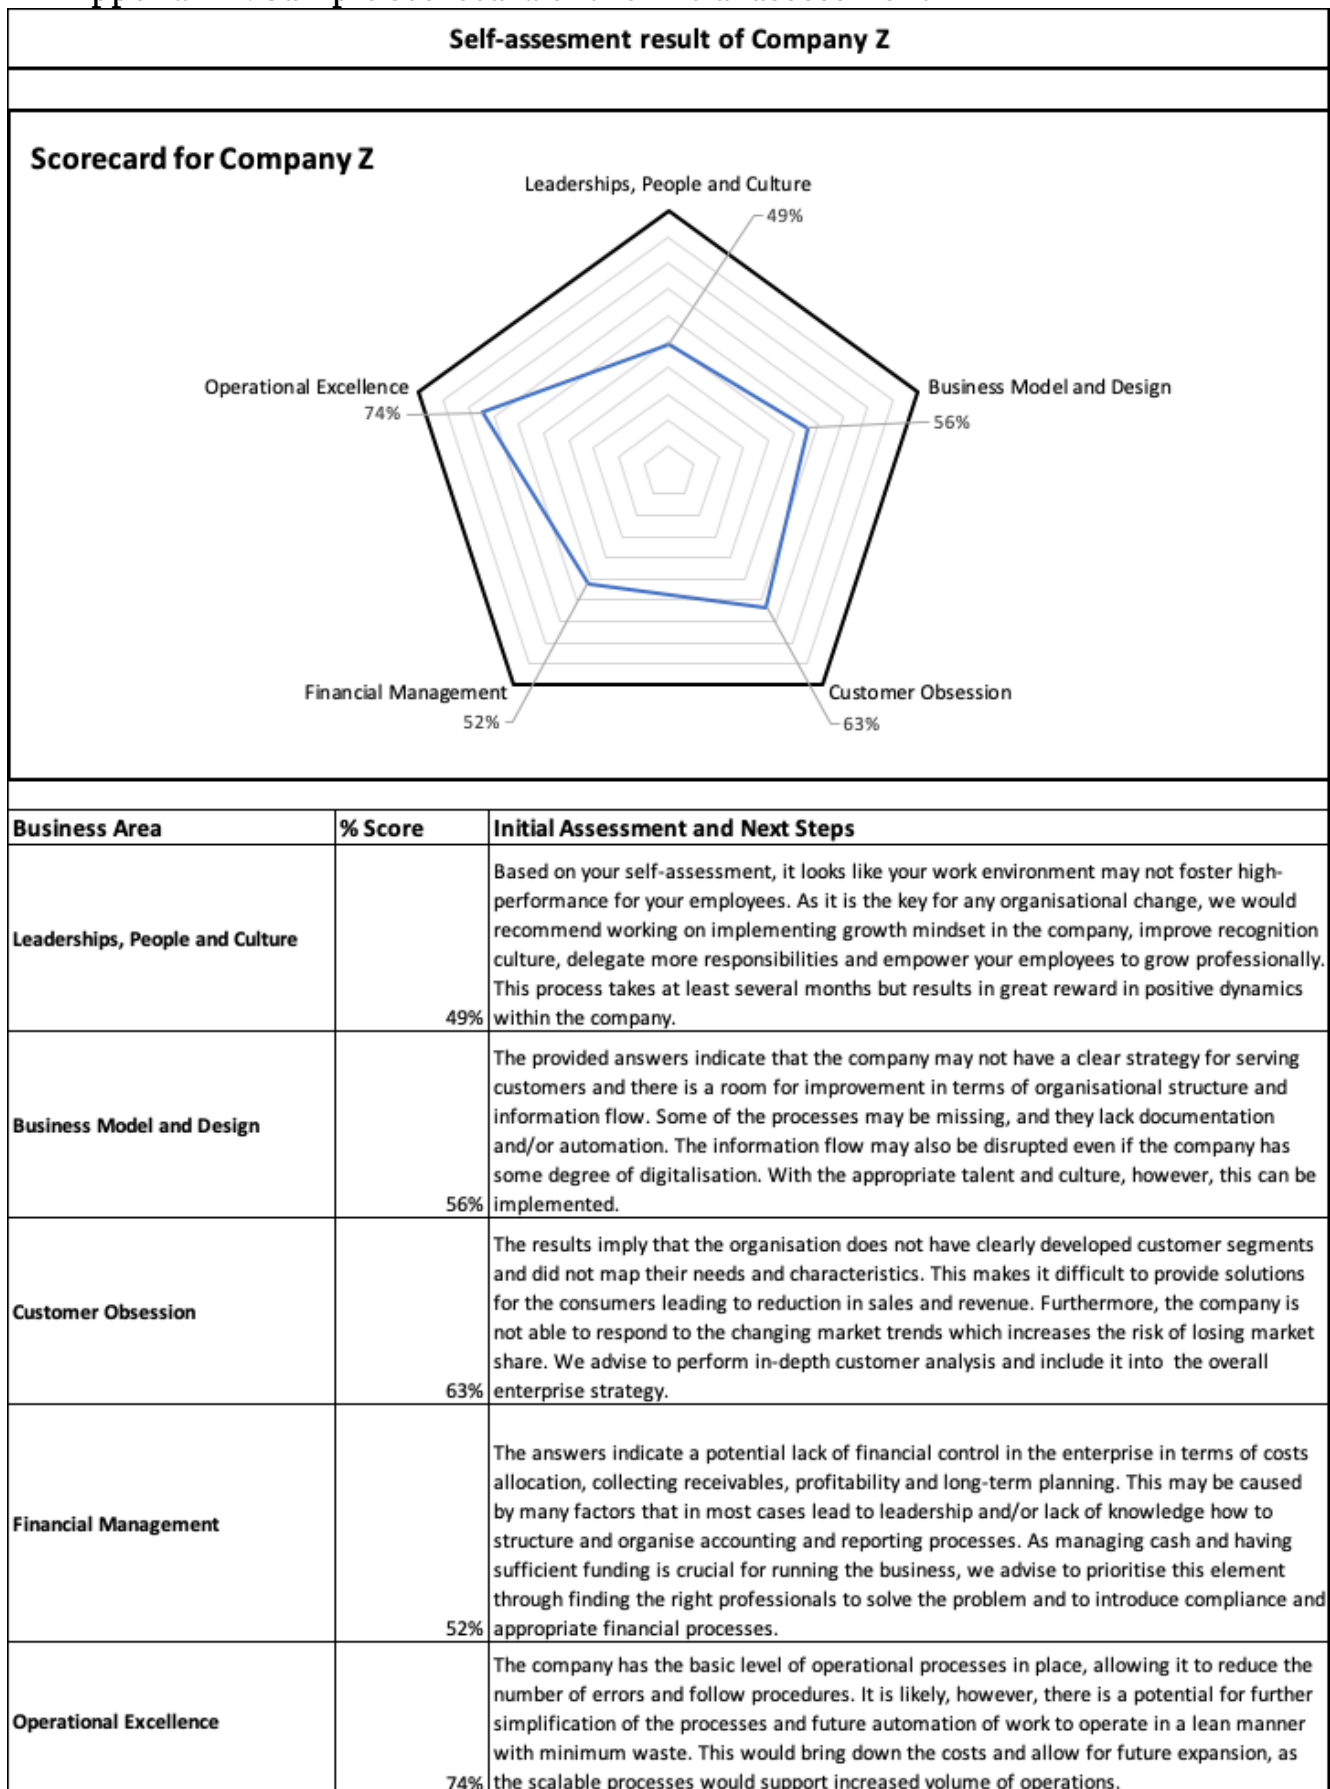 Self-assesment result of Company Z
Scorecard for Company Z
Leaderships, People and Culture
49%
Operational Excellence
74%
Business Model and Design
56%
Financial Management
52%
Customer Obsession
63%
Business Area % Score Initial Assessment and Next Steps
Based on your self-assessment, it looks like your work environment may not foster high-
performance for your employees. As it is the key for any organisational change, we would
recommend working on implementing growth mindset in the company, improve recognition
Leaderships, People and Culture
culture, delegate more responsibilities and empower your employees to grow professionally.
This process takes at least several months but results in great reward in positive dynamics
49% within the company.
The provided answers indicate that the company may not have a clear strategy for serving
customers and there is a room for improvement in terms of organisational structure and
information flow. Some of the processes may be missing, and they lack documentation
Business Model and Design
and/or automation. The information flow may also be disrupted even if the company has
some degree of digitalisation. With the appropriate talent and culture, however, this can be
56% implemented.
The results imply that the organisation does not have clearly developed customer segments
and did not map their needs and characteristics. This makes it difficult to provide solutions
for the consumers leading to reduction in sales and revenue. Furthermore, the company is
Customer Obsession
not able to respond to the changing market trends which increases the risk of losing market
share. We advise to perform in-depth customer analysis and include it into the overall
63% enterprise strategy.
The answers indicate a potential lack of financial control in the enterprise in terms of costs
allocation, collecting receivables, profitability and long-term planning. This may be caused
by many factors that in most cases lead to leadership and/or lack of knowledge how to
Financial Management
structure and organise accounting and reporting processes. As managing cash and having
sufficient funding is crucial for running the business, we advise to prioritise this element
through finding the right professionals to solve the problem and to introduce compliance and
52% appropriate financial processes.
The company has the basic level of operational processes in place, allowing it to reduce the
number of errors and follow procedures. It is likely, however, there is a potential for further
Operational Excellence
simplification of the processes and future automation of work to operate in a lean manner
with minimum waste. This would bring down the costs and allow for future expansion, as
74% the scalable processes would support increased volume of operations.